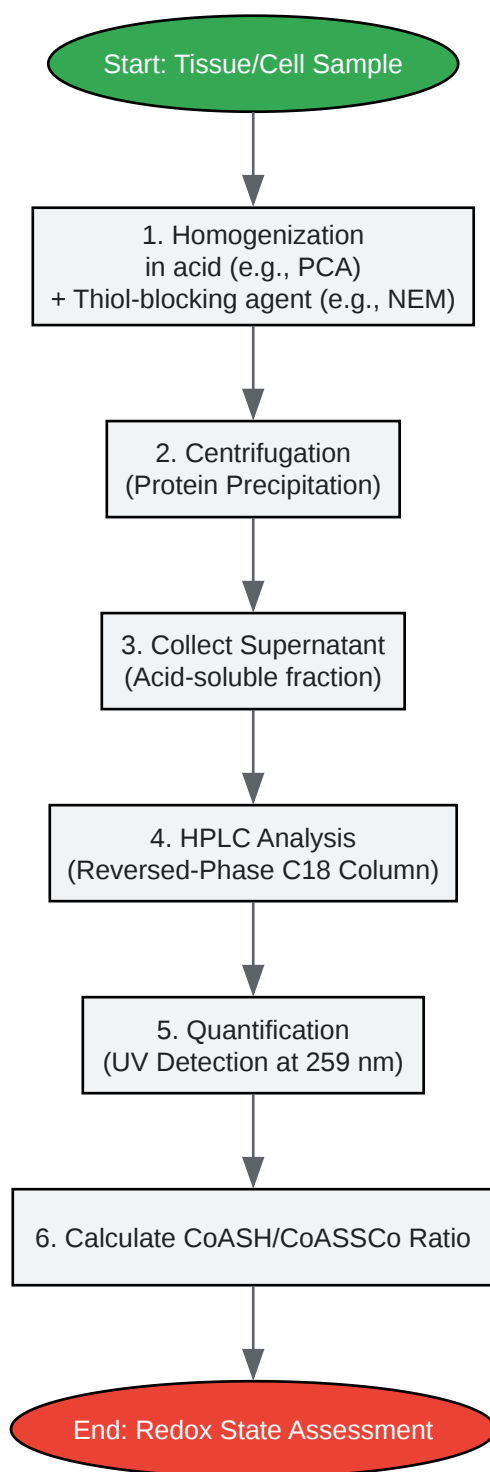 Start: Tissue/Cell Sample
1. Homogenization
in acid (e.g., PCA)
+ Thiol-blocking agent (e.g., NEM)
2. Centrifugation
(Protein Precipitation)
3. Collect Supernatant
(Acid-soluble fraction)
4. HPLC Analysis
(Reversed-Phase C18 Column)
5. Quantification
(UV Detection at 259 nm)
6. Calculate CoASH/CoASSCo Ratio
End: Redox State Assessment